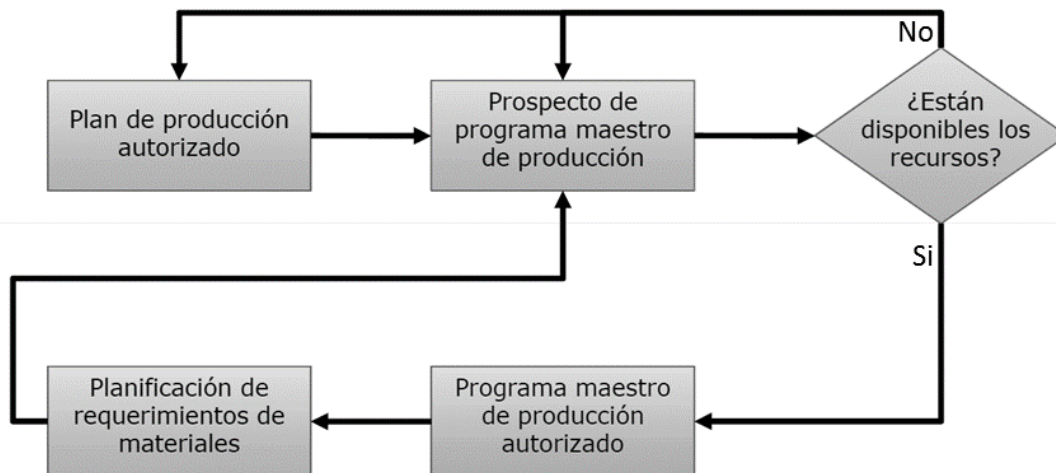 No
Plan de producción
autorizado
Prospecto de
programa maestro
de producción
¿Están
disponibles los
recursos?
Si
Planificación de
requerimientos de
materiales
Programa maestro
de producción
autorizado